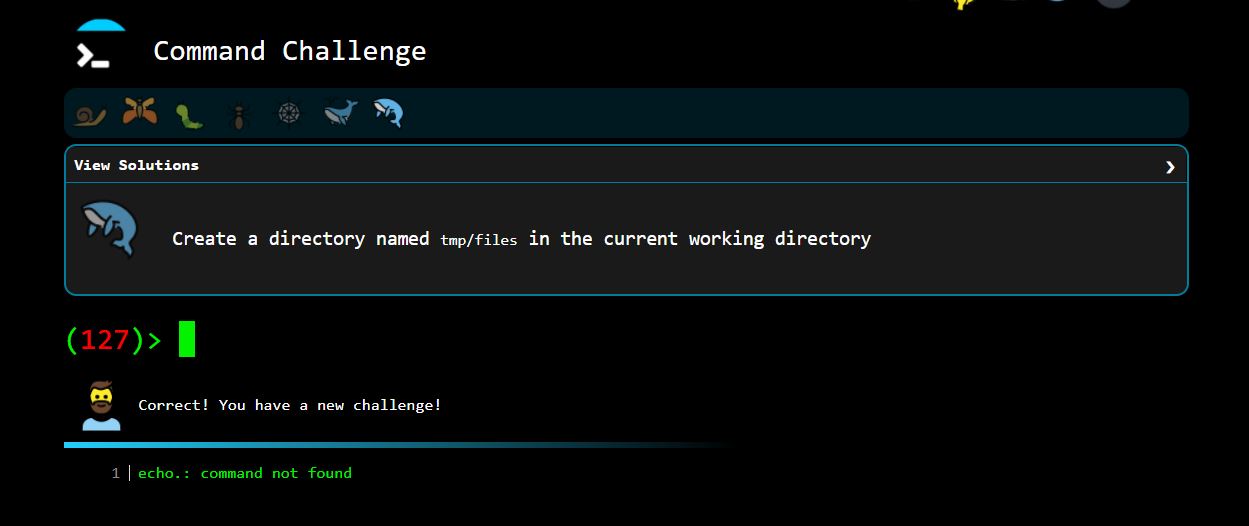 Command Challenge
View Solutions
Create a directory named tmp/files in the current working directory
(127)>
Correct! You have a new challenge!
1 echo.: command not found